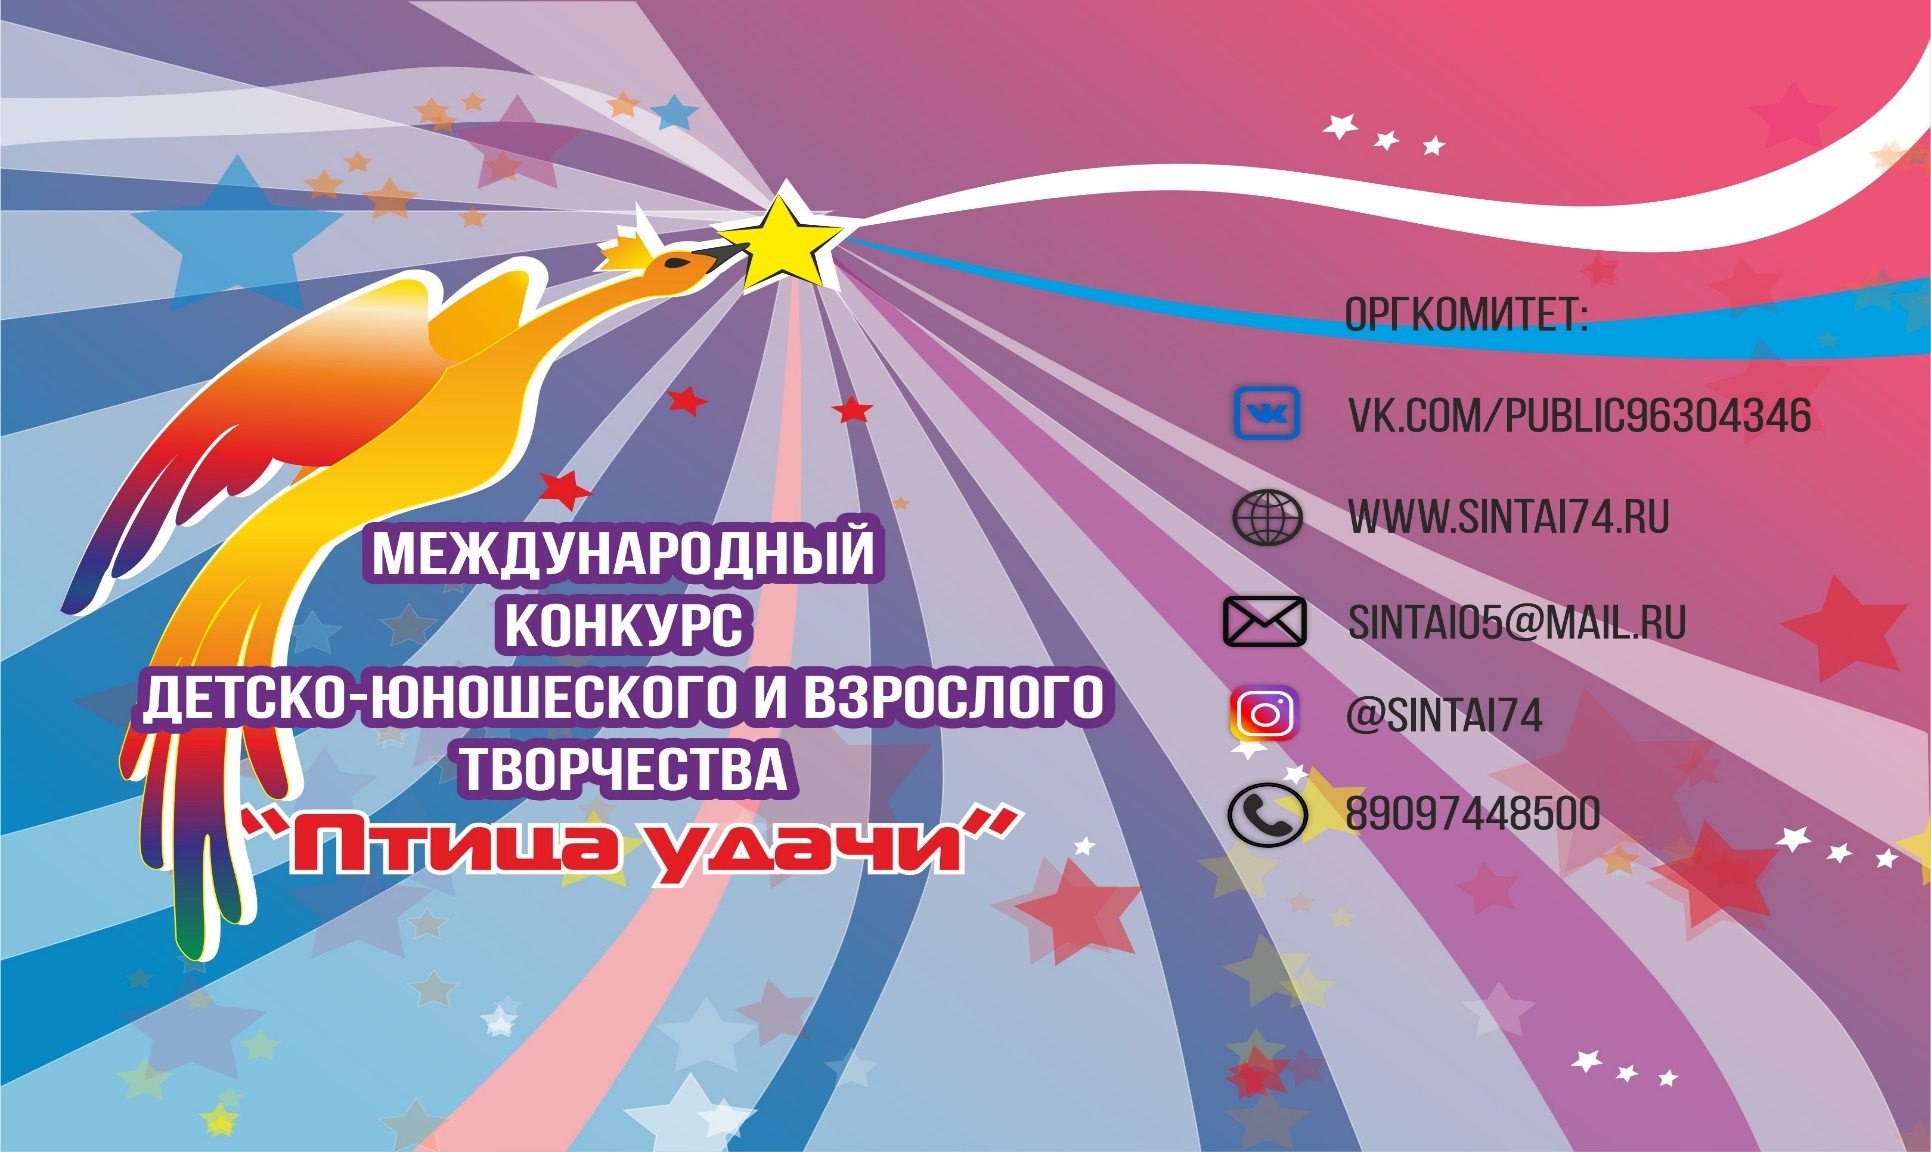 МЕЖДУНАРОДНЫЙ
КОНКУРС
ДЕТСКО-ЮНОШЕСКОГО И ВЗРОСЛОГО
ТВОРЧЕСТВА
“Птица удачи”
ОРГКОМИТЕТ:
VK.COM/PUBLIC96304346
WWW.SINTAI74.RU
SINTAI05@MAIL.RU
@SINTAI74
89097448500